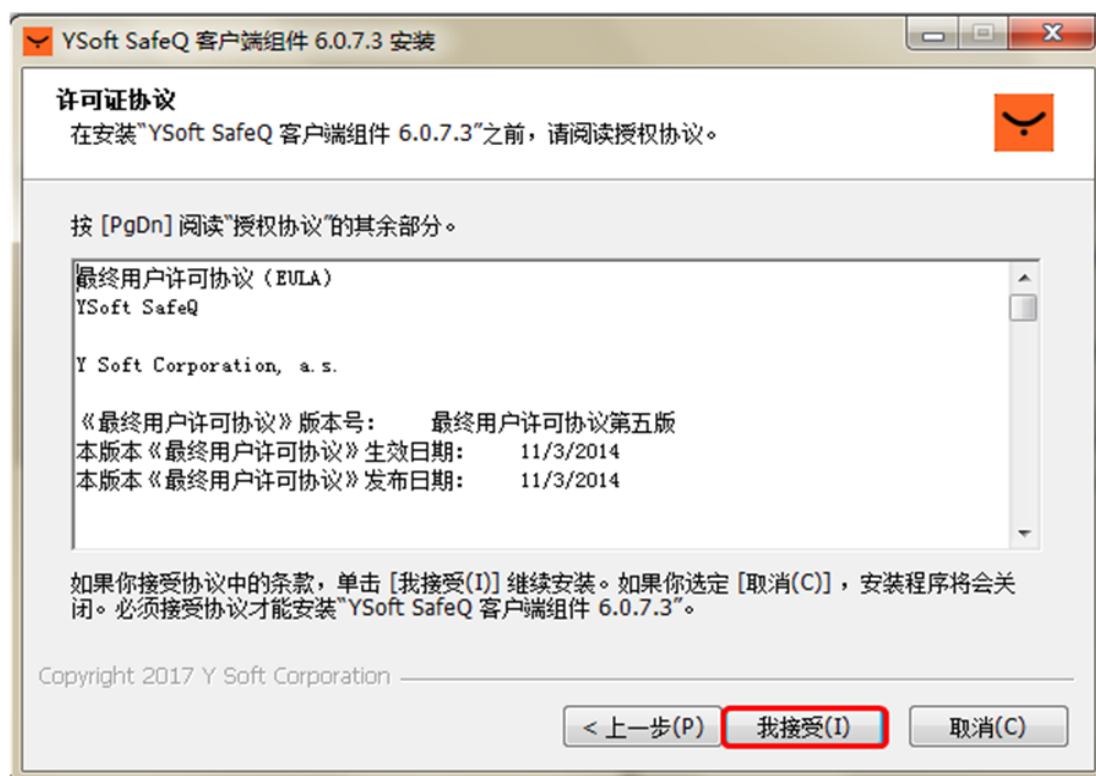 YSoft SafeQ 客户端组件 6.0.7.3 安装
许可证协议
在安装“YSoft SafeQ 客户端组件 6.0.7.3”之前，请阅读授权协议。
按 [PgDn] 阅读“授权协议”的其余部分。
最终用户许可协议（EULA）
YSoft SafeQ
Y Soft Corporation, a.s.
《最终用户许可协议》版本号： 最终用户许可协议第五版
本版本《最终用户许可协议》生效日期： 11/3/2014
本版本《最终用户许可协议》发布日期： 11/3/2014
如果你接受协议中的条款，单击 [我接受(I)] 继续安装。如果你选定 [取消(C)] ，安装程序将会关
闭。必须接受协议才能安装“YSoft SafeQ 客户端组件 6.0.7.3”。
Copyright 2017 Y Soft Corporation
< 上一步(P) 我接受(I) 取消(C)